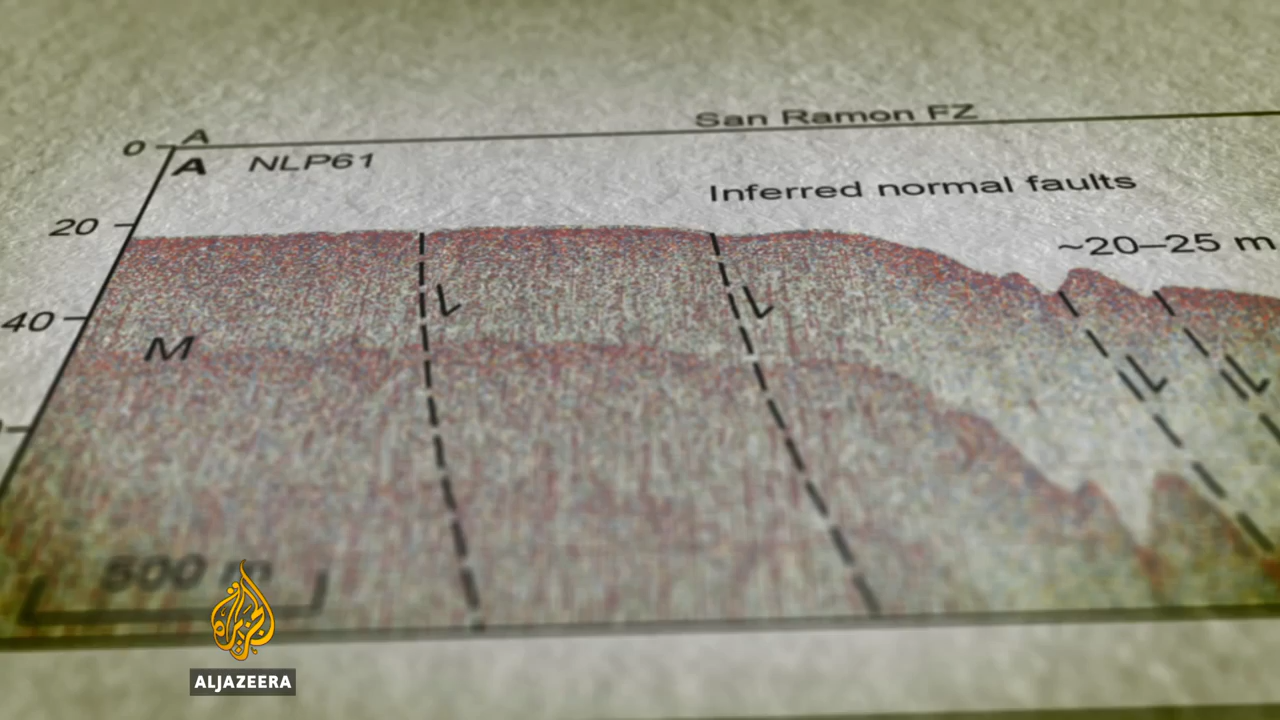 San Ramon FZ
0
A
A NLP61
Inferred normal faults
20
~20–25 m
40
M
500 m
ALJAZEERA